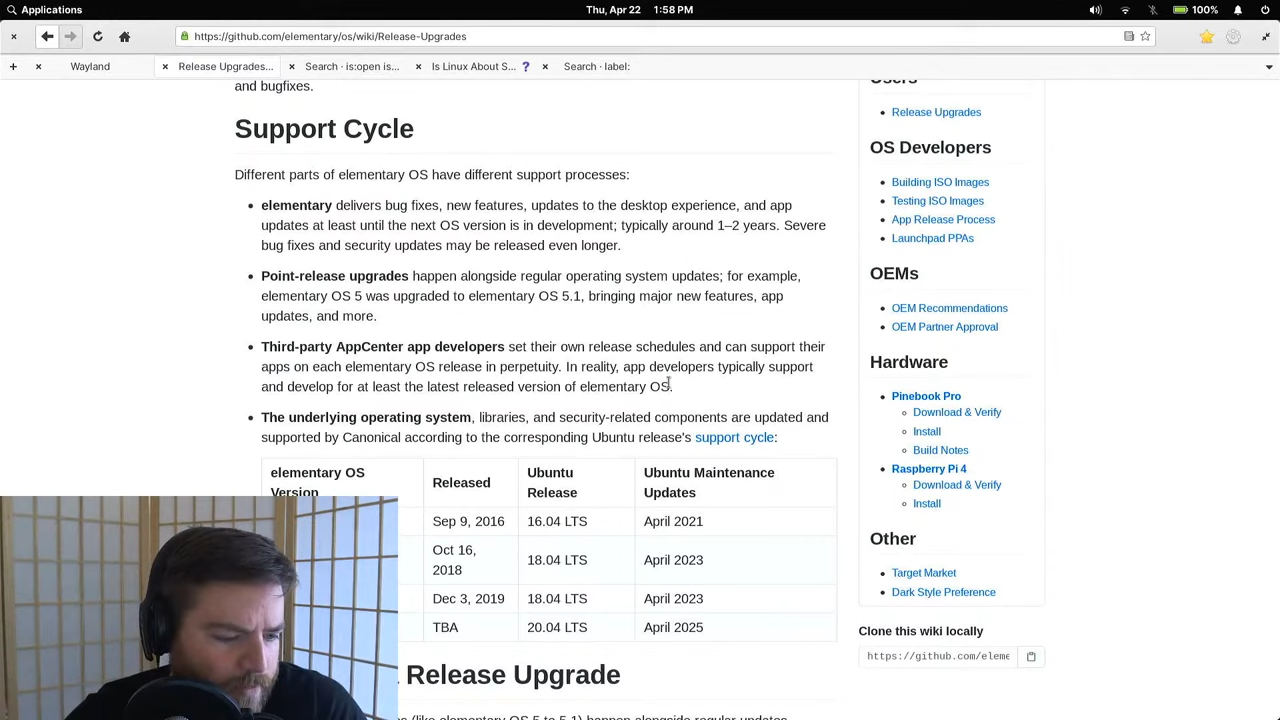 Applications
Thu, Apr 22 1:58 PM
100%
https://github.com/elementary/os/wiki/Release-Upgrades
Wayland
Release Upgrades...
Search · is:open is...
Is Linux About S...
?
Search · label:
and bugfixes.
Support Cycle
Different parts of elementary OS have different support processes:
• elementary delivers bug fixes, new features, updates to the desktop experience, and app
updates at least until the next OS version is in development; typically around 1–2 years. Severe
bug fixes and security updates may be released even longer.
• Point-release upgrades happen alongside regular operating system updates; for example,
elementary OS 5 was upgraded to elementary OS 5.1, bringing major new features, app
updates, and more.
• Third-party AppCenter app developers set their own release schedules and can support their
apps on each elementary OS release in perpetuity. In reality, app developers typically support
and develop for at least the latest released version of elementary OS.
• The underlying operating system, libraries, and security-related components are updated and
supported by Canonical according to the corresponding Ubuntu release's support cycle:
elementary OS Version
Released
Ubuntu Release
Ubuntu Maintenance Updates
Sep 9, 2016 16.04 LTS April 2021
Oct 16, 2018 18.04 LTS April 2023
Dec 3, 2019 18.04 LTS April 2023
TBA 20.04 LTS April 2025
Release Upgrade
(like elementary OS 5 to 5.1) happen alongside regular updates
Users
• Release Upgrades
OS Developers
• Building ISO Images
• Testing ISO Images
• App Release Process
• Launchpad PPAs
OEMs
• OEM Recommendations
• OEM Partner Approval
Hardware
• Pinebook Pro
Download & Verify
Install
Build Notes
• Raspberry Pi 4
Download & Verify
Install
Other
• Target Market
• Dark Style Preference
Clone this wiki locally
https://github.com/eleme